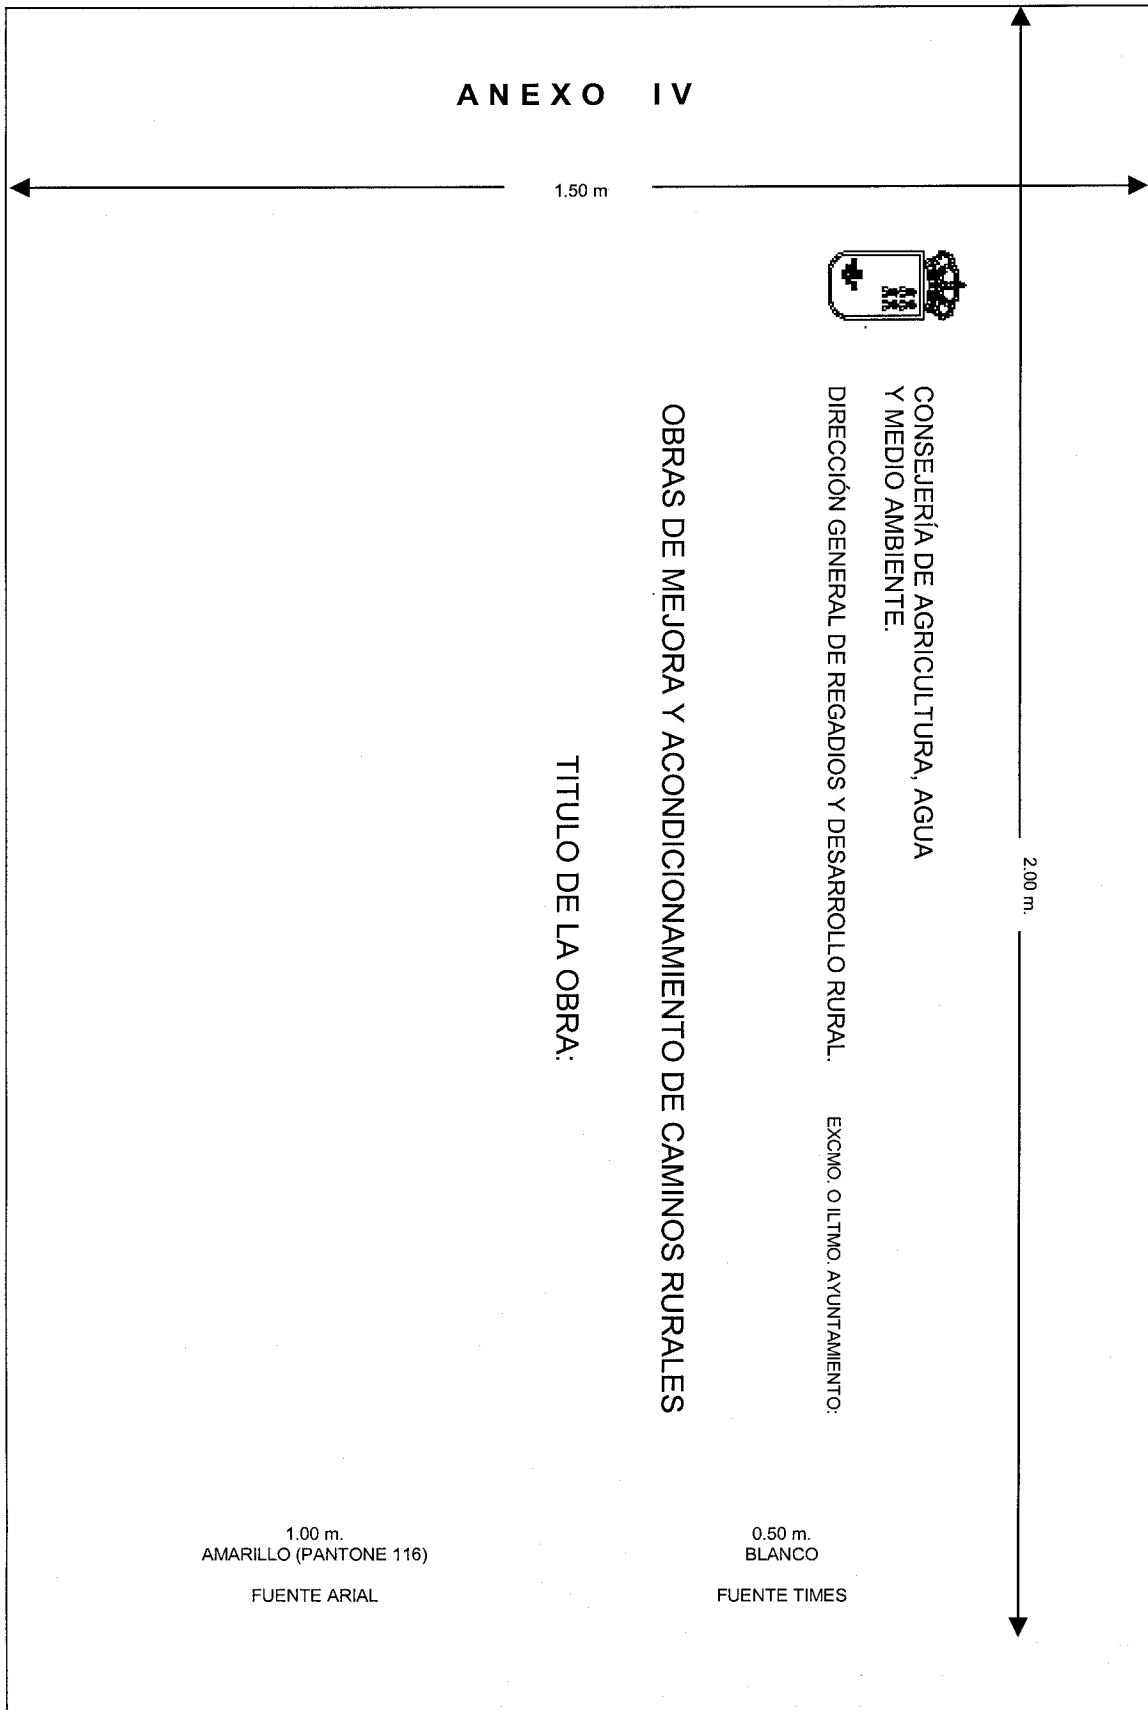 ANEXO IV
1.50 m
2.00 m.
CONSEJERÍA DE AGRICULTURA, AGUA
Y MEDIO AMBIENTE.
DIRECCIÓN GENERAL DE REGADIOS Y DESARROLLO RURAL.
EXCMO. O ILTMO. AYUNTAMIENTO:
OBRAS DE MEJORA Y ACONDICIONAMIENTO DE CAMINOS RURALES
TITULO DE LA OBRA:
1.00 m.
AMARILLO (PANTONE 116)
FUENTE ARIAL
0.50 m.
BLANCO
FUENTE TIMES